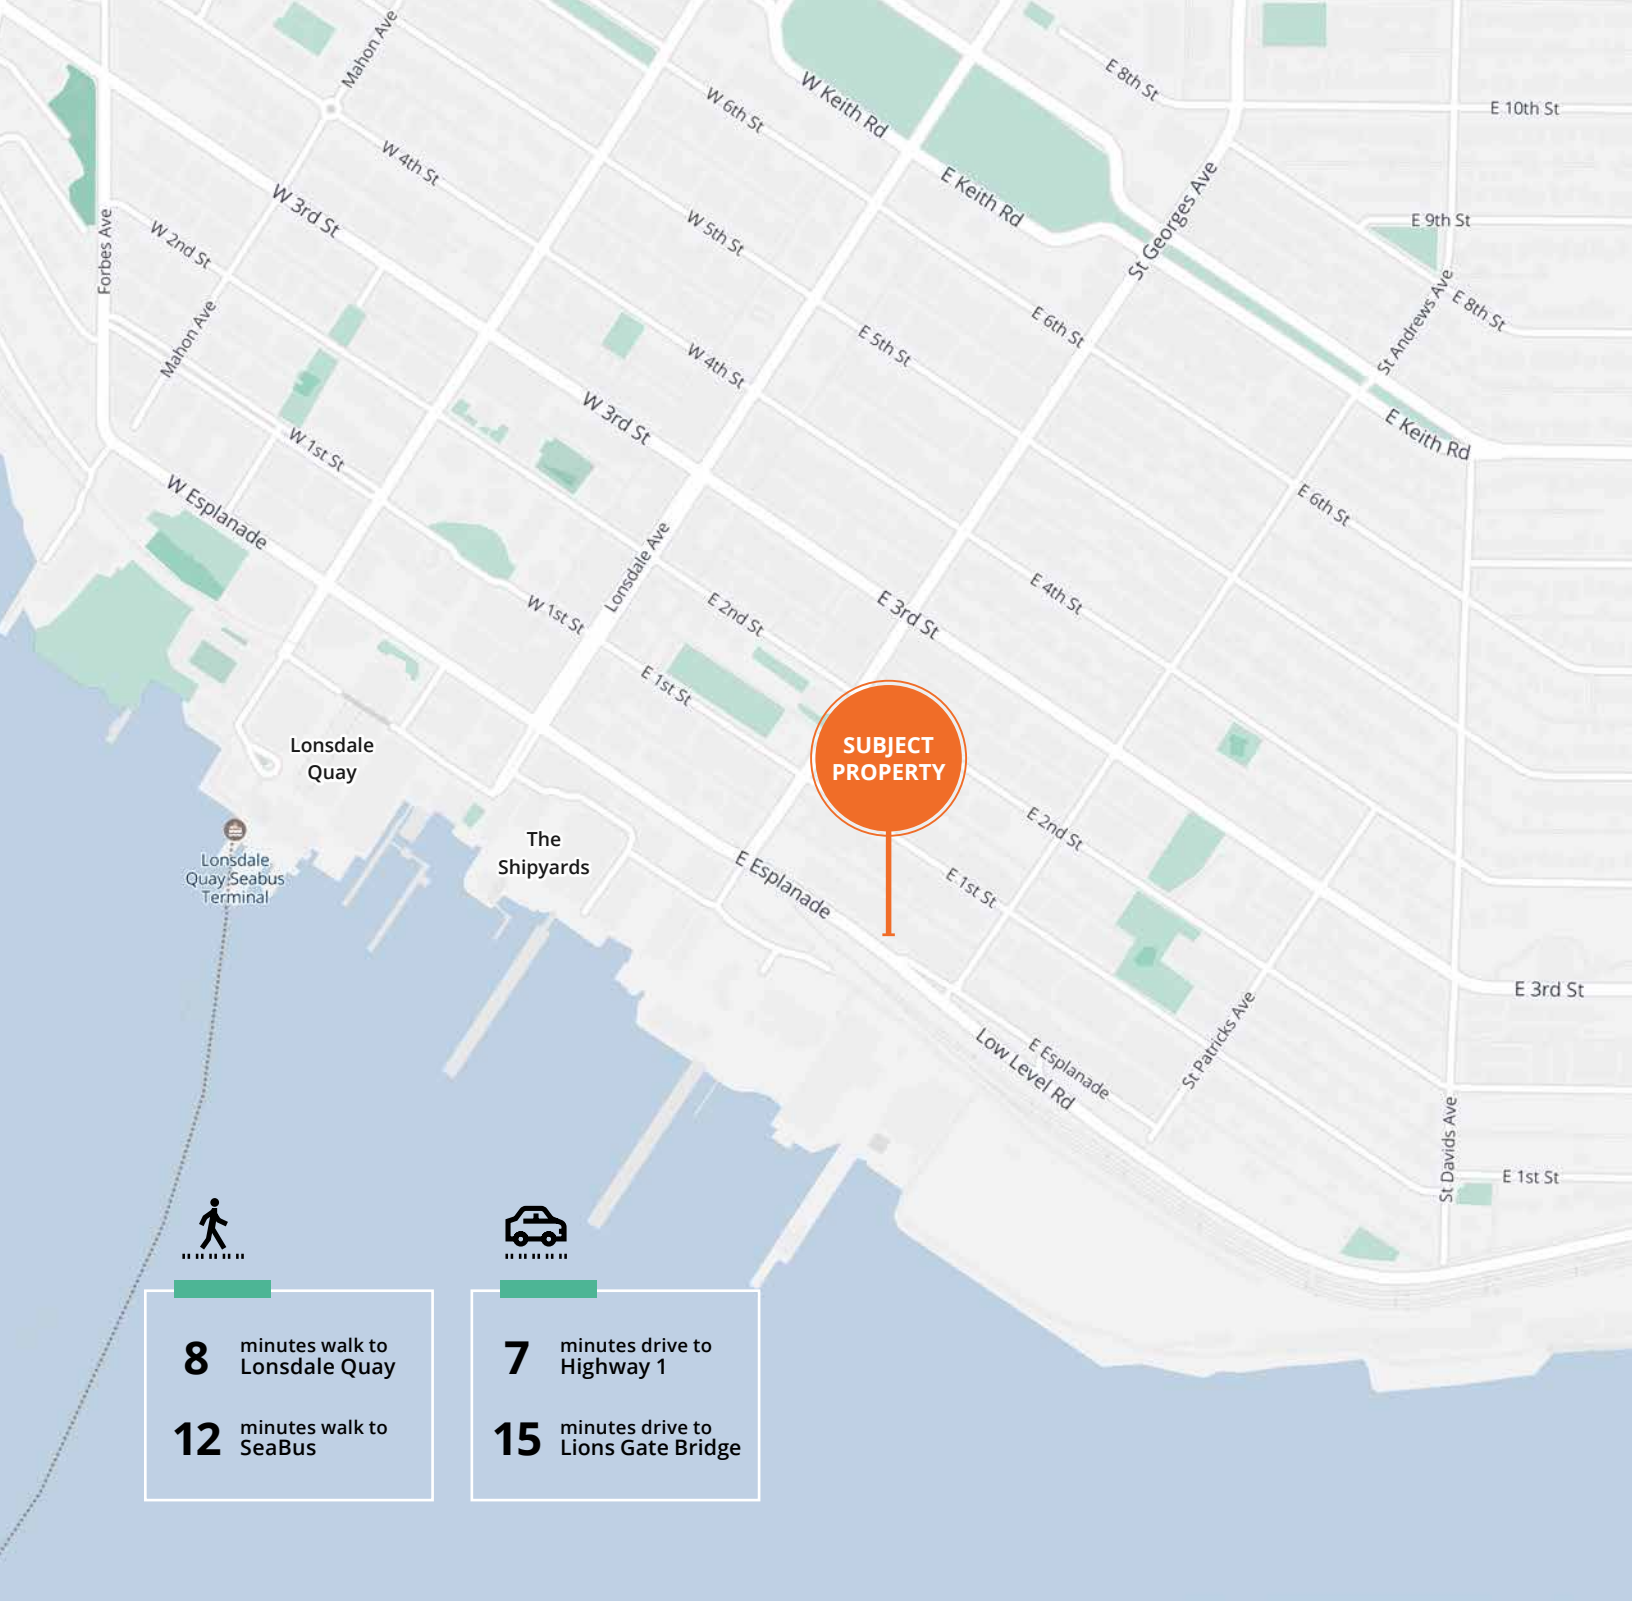 Mahon Ave
W 6th St
W Keith Rd
E 8th St
E 10th St
W 4th St
E Keith Rd
St Georges Ave
E 9th St
W 3rd St
W 5th St
Forbes Ave
W 2nd St
Mahon Ave
E 6th St
St Andrews Ave
E 8th St
W 4th St
E 5th St
E Keith Rd
W 3rd St
W 1st St
W Esplanade
E 6th St
Lonsdale Ave
W 1st St
E 2nd St
E 3rd St
E 4th St
E 1st St
SUBJECT
PROPERTY
Lonsdale
Quay
The
Shipyards
E 2nd St
Lonsdale
Quay Seabus
Terminal
E Esplanade
E 1st St
E 3rd St
St Patricks Ave
Low Level Rd
E Esplanade
St Davids Ave
E 1st St
8 minutes walk to
Lonsdale Quay
12 minutes walk to
SeaBus
7 minutes drive to
Highway 1
15 minutes drive to
Lions Gate Bridge